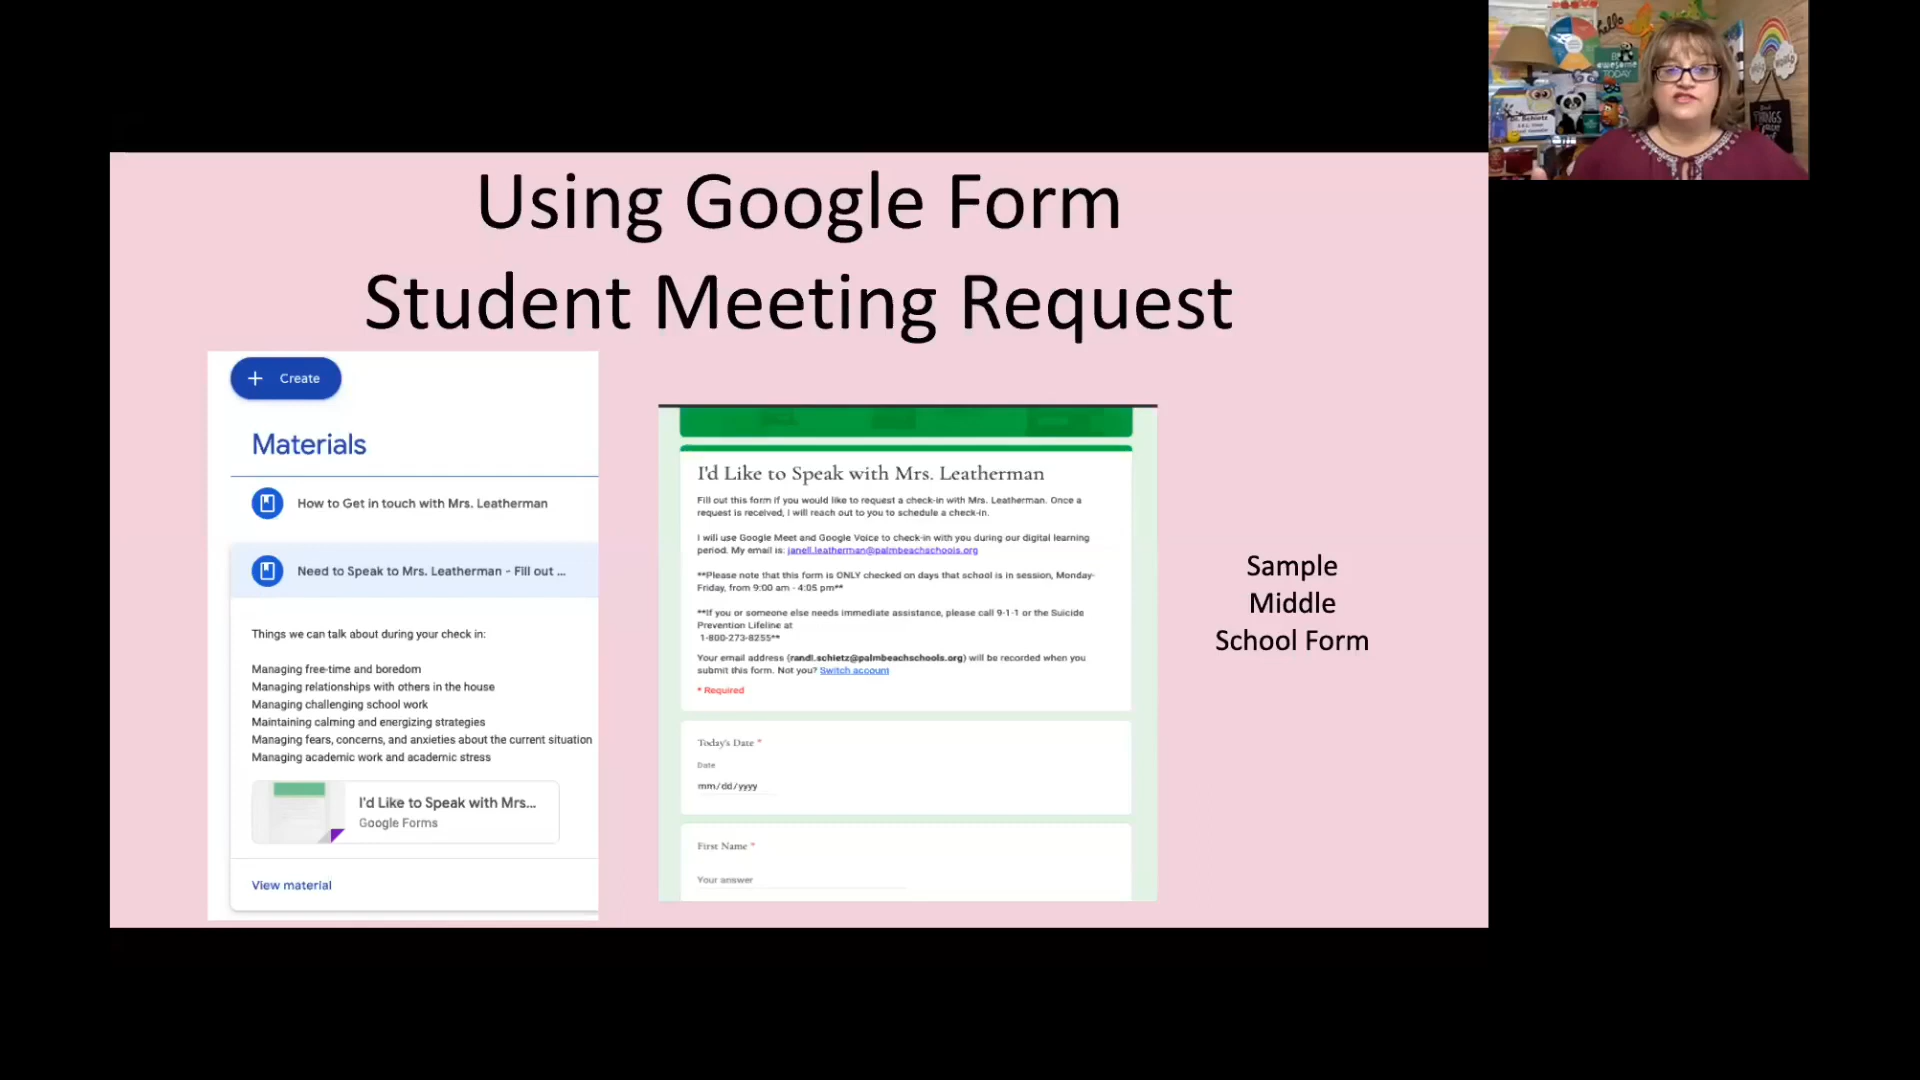 Using Google Form
Student Meeting Request
+ Create
Materials
How to Get in touch with Mrs. Leatherman
Need to Speak to Mrs. Leatherman - Fill out ...
Things we can talk about during your check in:
Managing free-time and boredom
Managing relationships with others in the house
Managing challenging school work
Maintaining calming and energizing strategies
Managing fears, concerns, and anxieties about the current situation
Managing academic work and academic stress
I'd Like to Speak with Mrs...
Google Forms
View material
I'd Like to Speak with Mrs. Leatherman
Fill out this form if you would like to request a check-in with Mrs. Leatherman. Once a
request is received, I will reach out to you to schedule a check-in.
I will use Google Meet and Google Voice to check-in with you during our digital learning
period. My email is: janell.leatherman@palmbeachschools.org
**Please note that this form is ONLY checked on days that school is in session, Monday-
Friday, from 9:00 am - 4:05 pm**
**If you or someone else needs immediate assistance, please call 9-1-1 or the Suicide
Prevention Lifeline at
1-800-273-8255**
Your email address (randi.schietz@palmbeachschools.org) will be recorded when you
submit this form. Not you? Switch account
* Required
Today's Date *
Date
mm/dd/yyyy
First Name *
Your answer
Sample
Middle
School Form
hello
Be
awesome
TODAY
Dr. Schietz
THINGS